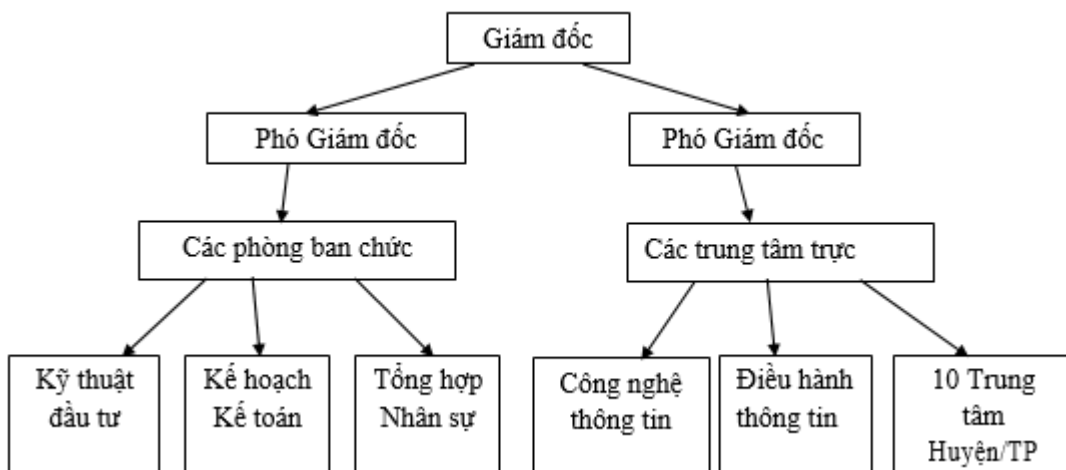 Giám đốc
Phó Giám đốc
Phó Giám đốc
Các phòng ban chức
Các trung tâm trực
Kỹ thuật
đầu tư
Kế hoạch
Kế toán
Tổng hợp
Nhân sự
Công nghệ
thông tin
Điều hành
thông tin
10 Trung
tâm
Huyện/TP